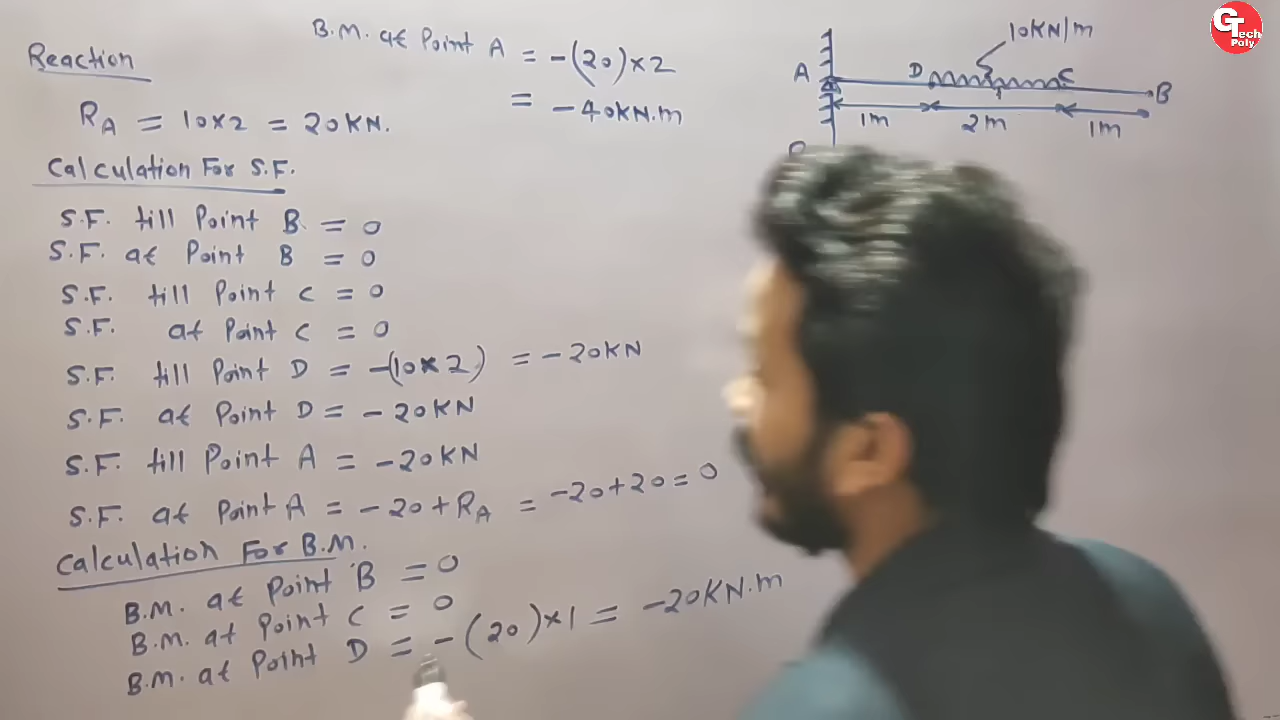 Reaction
B.M. at Point A = -(20)×2
= -40KN.m
RA = 10×2 = 20KN.
Calculation For S.F.
S.F. till Point B = 0
S.F. at Point B = 0
S.F. till Point C = 0
S.F. at Point C = 0
S.F. till Point D = -(10×2) = -20KN
S.F. at Point D = -20KN
S.F. till Point A = -20KN
S.F. at Point A = -20+RA = -20+20=0
Calculation For B.M.
B.M. at Point B = 0
B.M. at Point C = 0
B.M. at Point D = -(20)×1 = -20KN.m
10KN/m
A D C B
1m 2m 1m
GTech
Poly